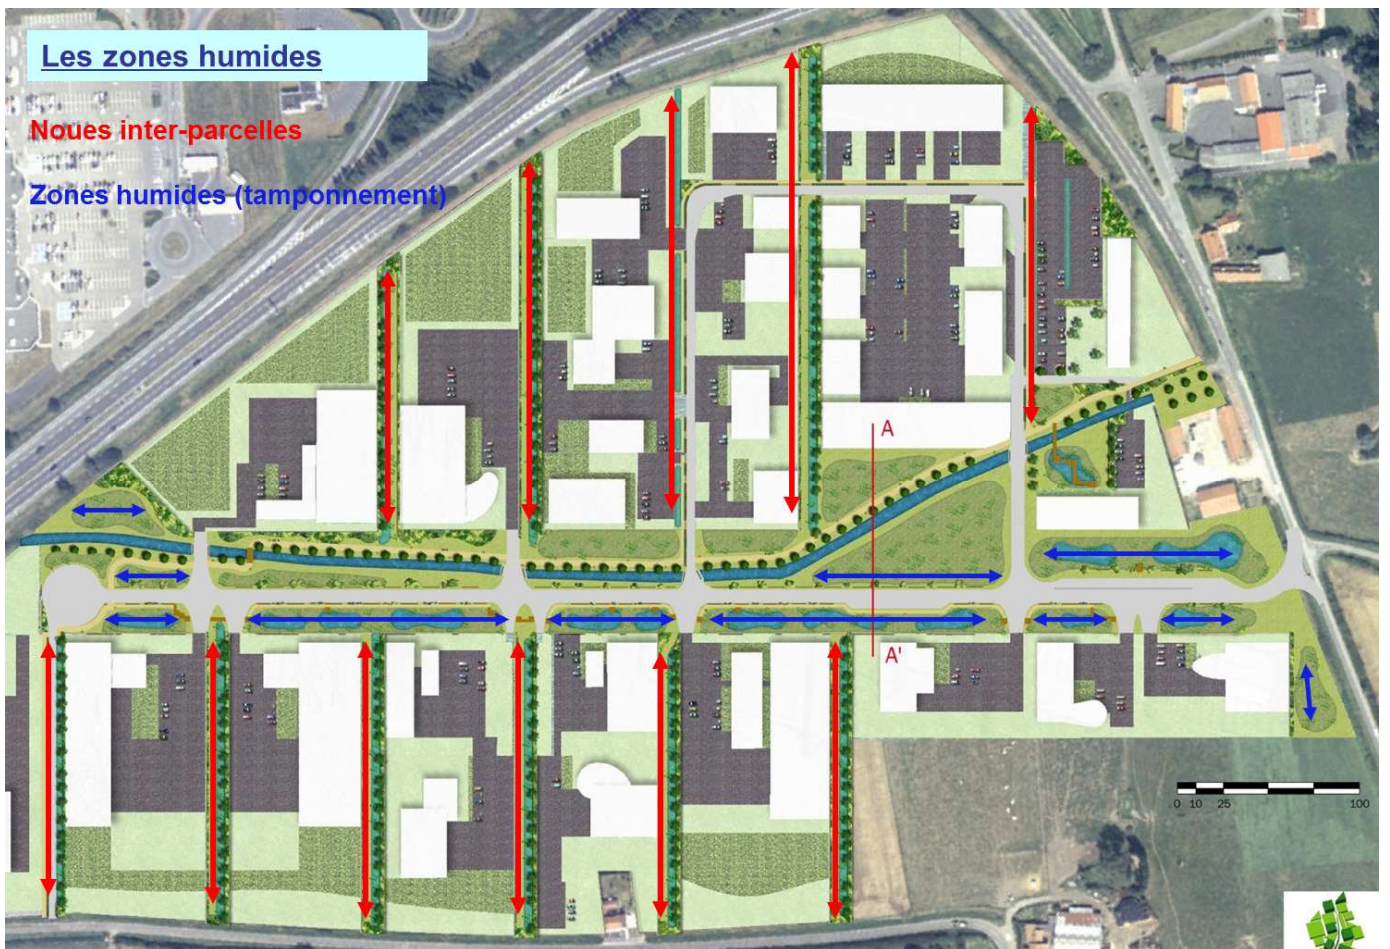 Les zones humides
Noues inter-parcelles
Zones humides (tamponnement)
A
A'
0 10 25 100